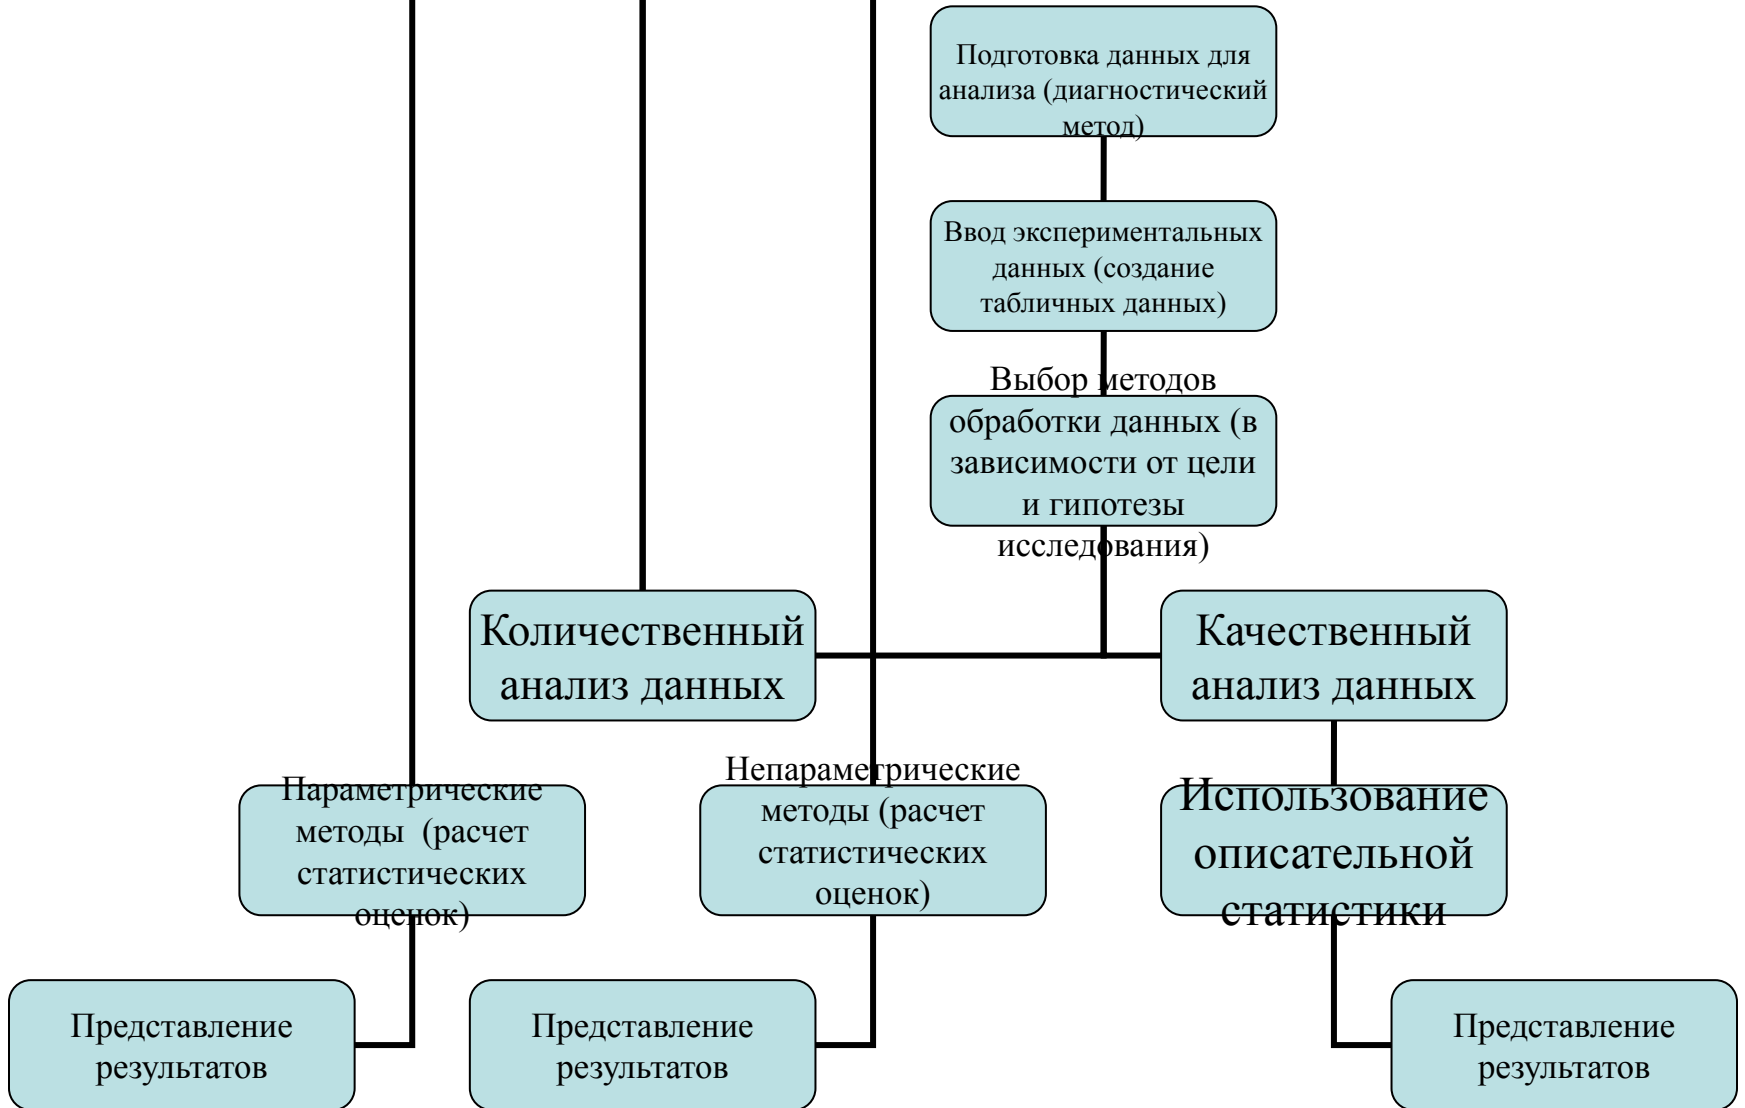 Подготовка данных для
анализа (диагностический
метод)
Ввод экспериментальных
данных (создание
табличных данных)
Выбор методов
обработки данных (в
зависимости от цели
и гипотезы
исследования)
Количественный
анализ данных
Качественный
анализ данных
Параметрические
методы (расчет
статистических
оценок)
Непараметрические
методы (расчет
статистических
оценок)
Использование
описательной
статистики
Представление
результатов
Представление
результатов
Представление
результатов